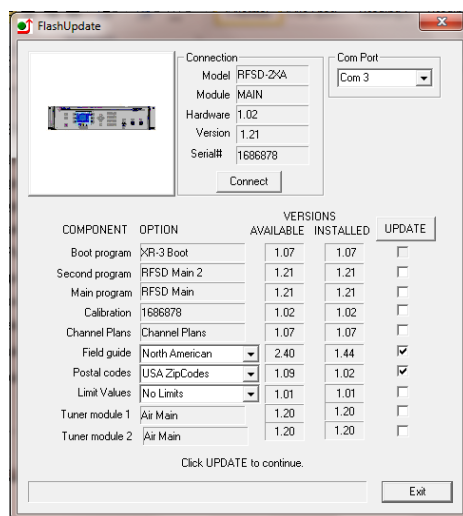 FlashUpdate
Connection
Model RFSD-2XA
Module MAIN
Hardware 1.02
Version 1.21
Serial# 1686878
Connect
Com Port
Com 3
VERSIONS
COMPONENT OPTION AVAILABLE INSTALLED UPDATE
Boot program XR-3 Boot 1.07 1.07
Second program RFSD Main 2 1.21 1.21
Main program RFSD Main 1.21 1.21
Calibration 1686878 1.02 1.02
Channel Plans Channel Plans 1.07 1.07
Field guide North American 2.40 1.44
Postal codes USA ZipCodes 1.09 1.02
Limit Values No Limits 1.01 1.01
Tuner module 1 Air Main 1.20 1.20
Tuner module 2 Air Main 1.20 1.20
Click UPDATE to continue.
Exit